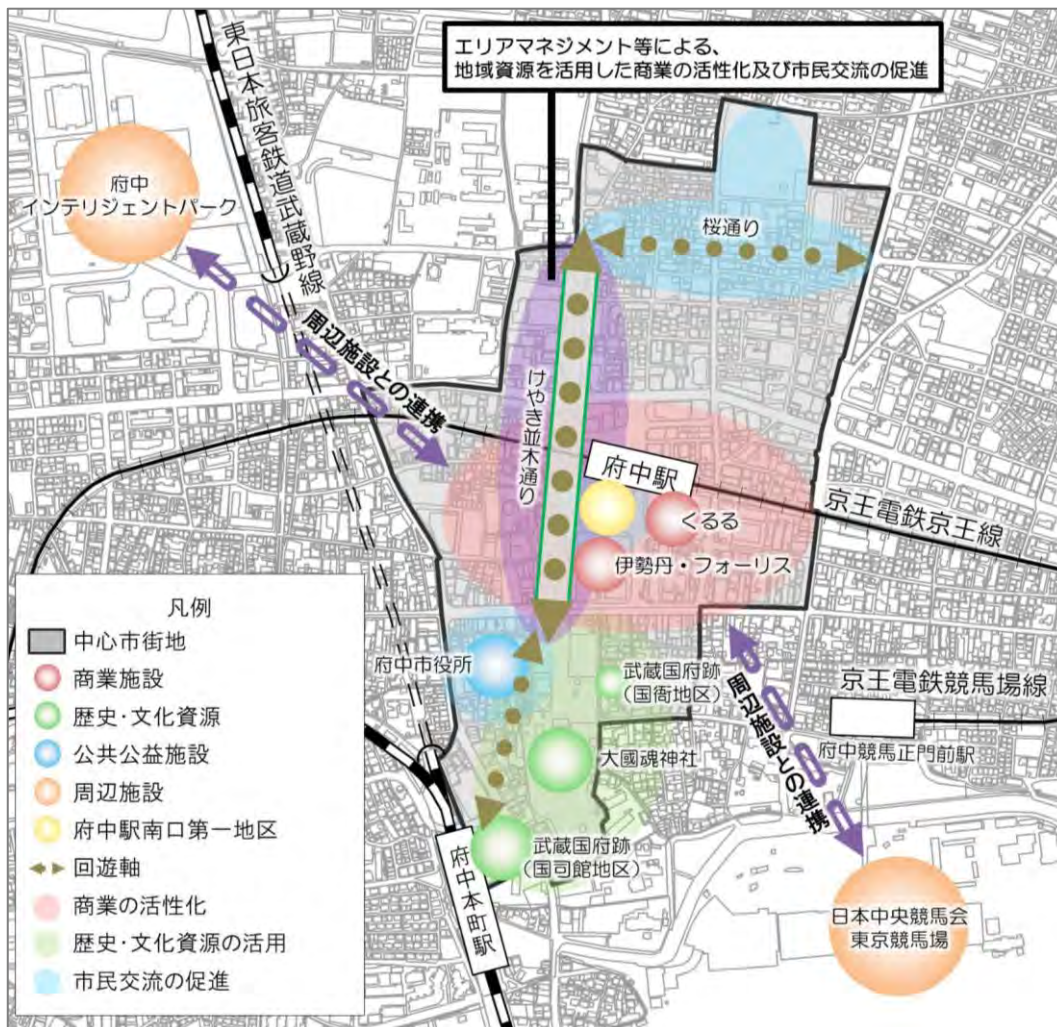 エリアマネジメント等による、
地域資源を活用した商業の活性化及び市民交流の促進
東日本旅客鉄道武蔵野線
府中
インテリジェントパーク
桜通り
周辺施設との連携
けやき並木通り
府中駅
くるる
京王電鉄京王線
伊勢丹・フォーリス
府中市役所
武蔵国府跡
(国衙地区)
京王電鉄競馬場線
大國魂神社
府中競馬正門前駅
周辺施設との連携
武蔵国府跡
(国司館地区)
府中本町駅
日本中央競馬会
東京競馬場
凡例
中心市街地
商業施設
歴史・文化資源
公共公益施設
周辺施設
府中駅南口第一地区
回遊軸
商業の活性化
歴史・文化資源の活用
市民交流の促進